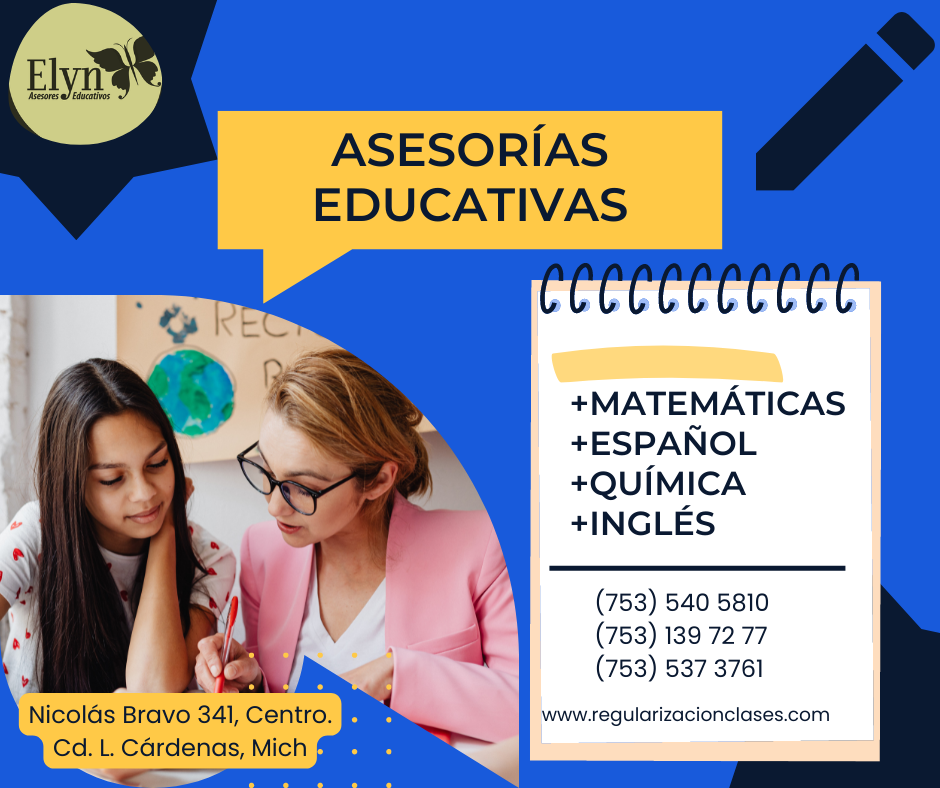 Elyn
Asesores Educativos
ASESORÍAS
EDUCATIVAS
+MATEMÁTICAS
+ESPAÑOL
+QUÍMICA
+INGLÉS
(753) 540 5810
(753) 139 72 77
(753) 537 3761
www.regularizacionclases.com
Nicolás Bravo 341, Centro.
Cd. L. Cárdenas, Mich